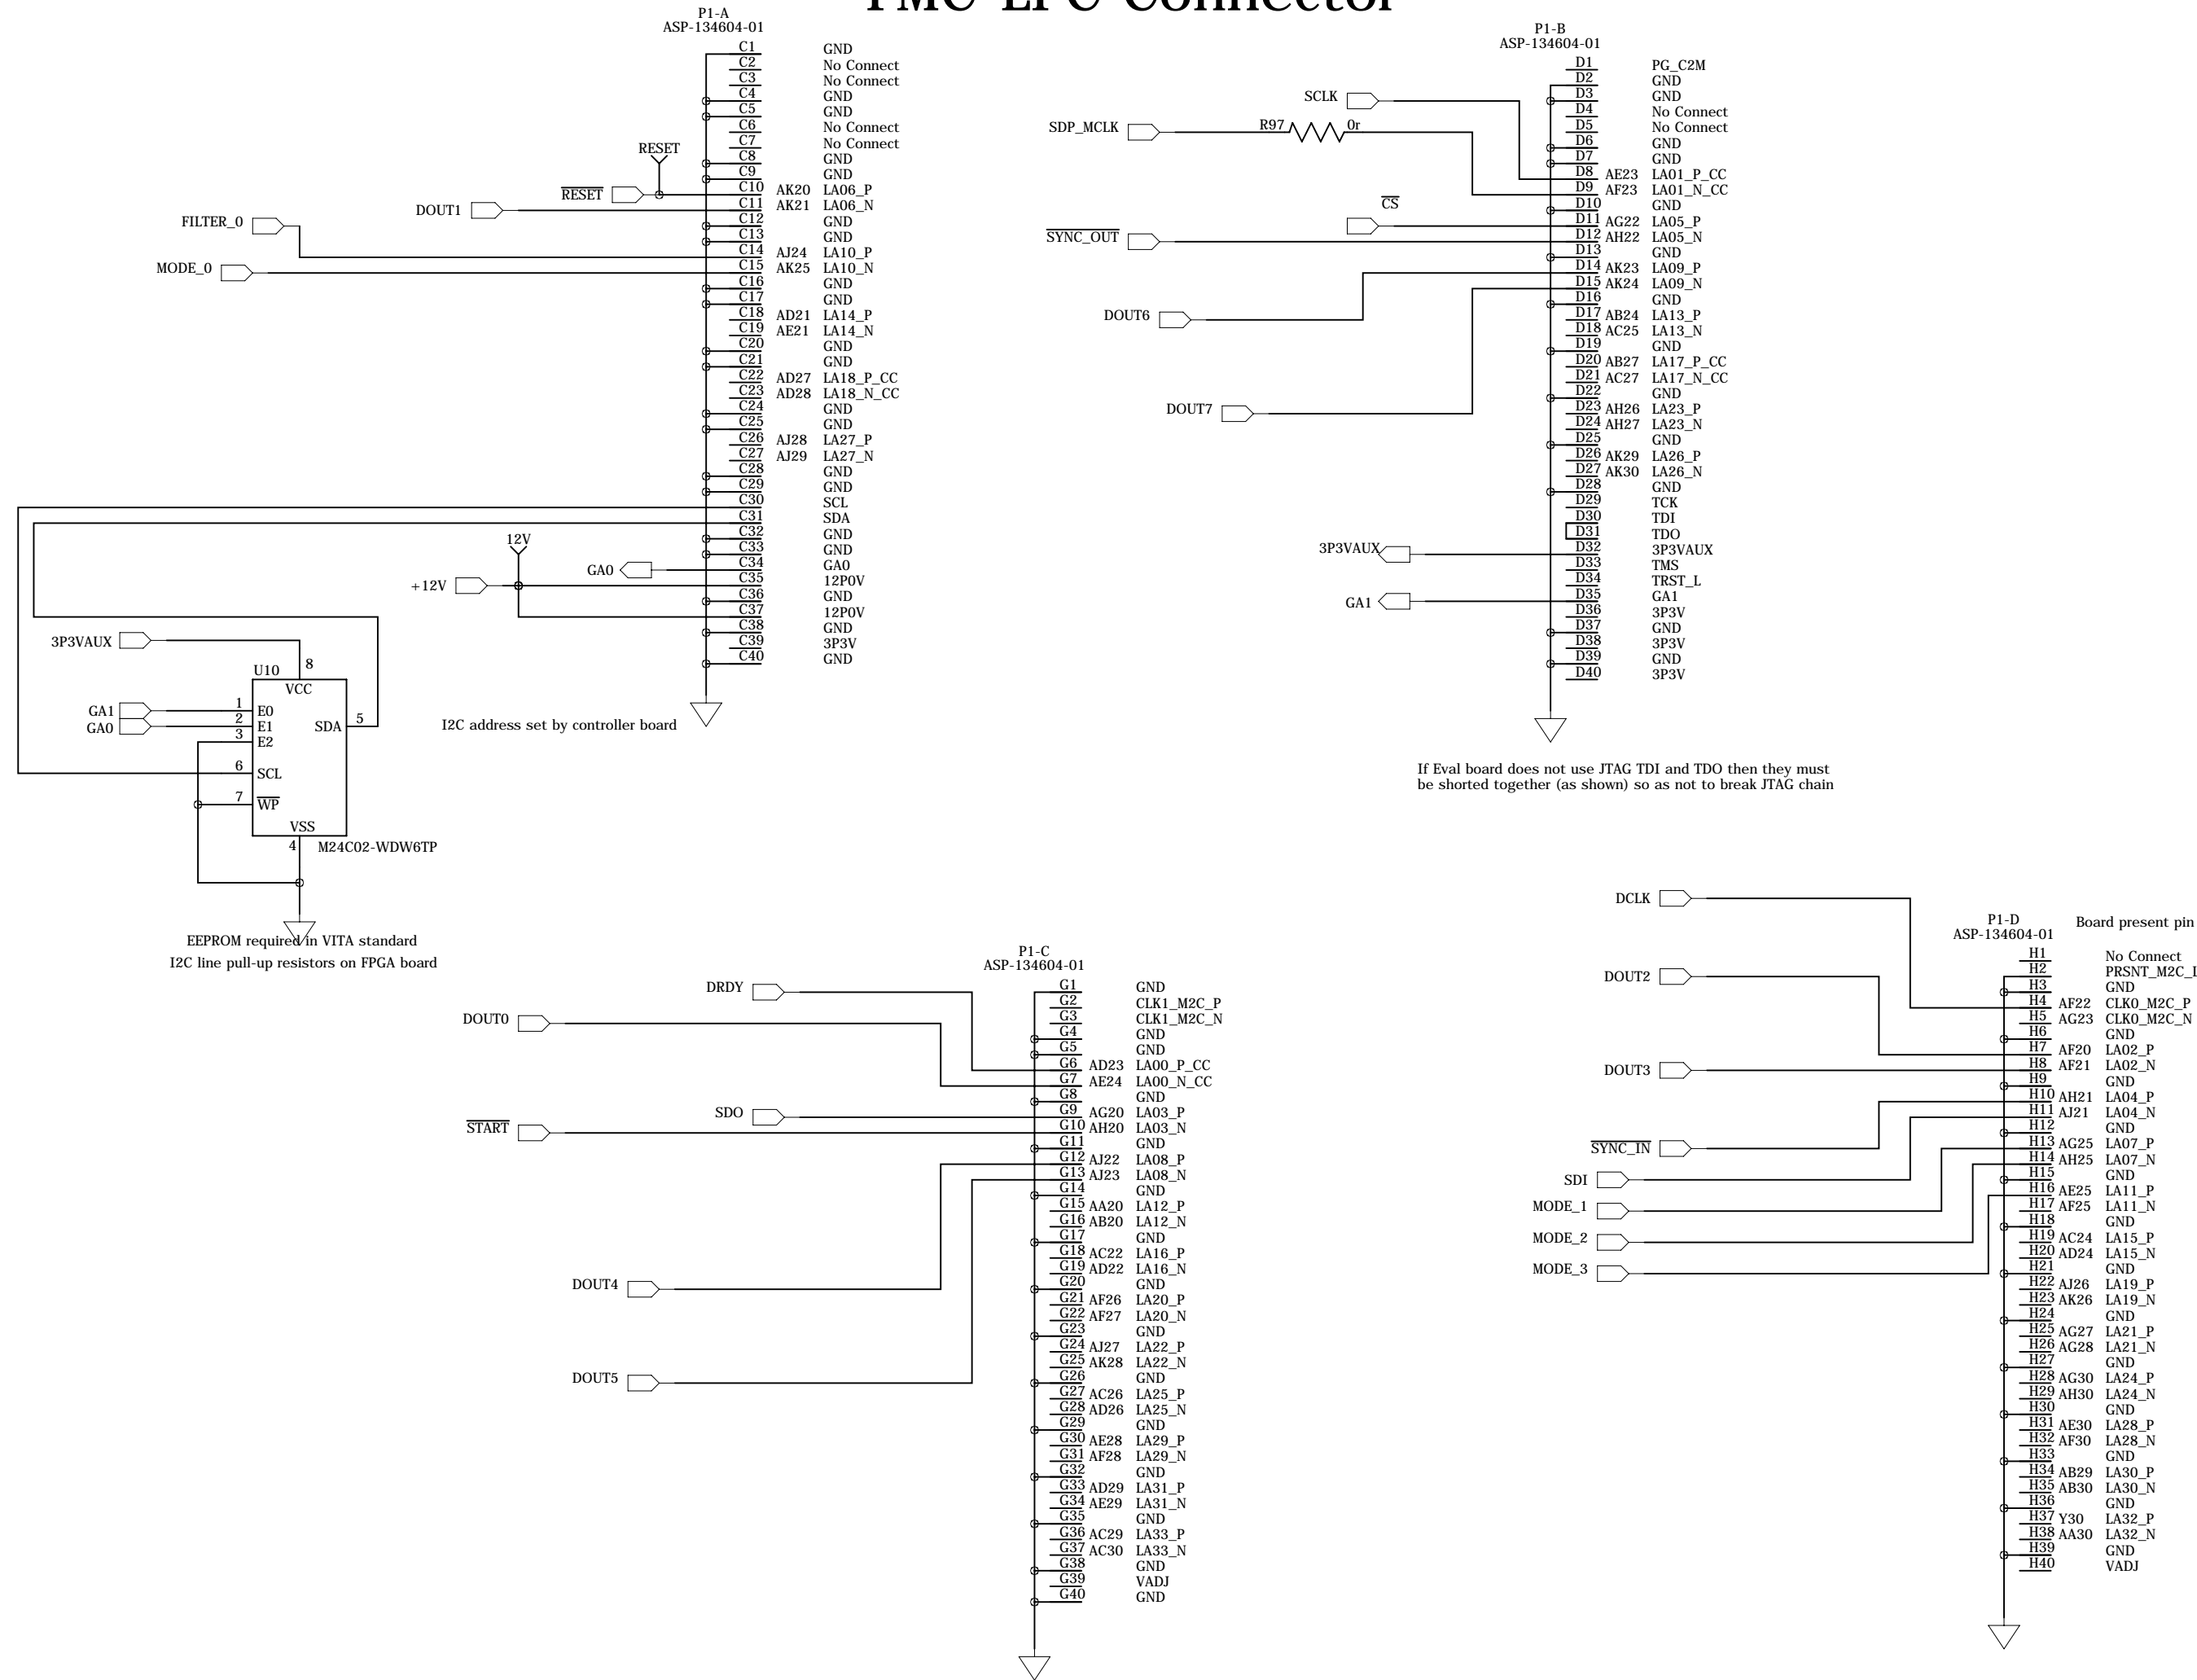 FMC-LPC Connector
P1-A
ASP-134604-01
C1 GND
C2 No Connect
C3 No Connect
C4 GND
C5 GND
C6 No Connect
C7 No Connect
C8 GND
C9 GND
C10 AK20 LA06_P
C11 AK21 LA06_N
C12 GND
C13 GND
C14 AJ24 LA10_P
C15 AK25 LA10_N
C16 GND
C17 GND
C18 AD21 LA14_P
C19 AE21 LA14_N
C20 GND
C21 GND
C22 AD27 LA18_P_CC
C23 AD28 LA18_N_CC
C24 GND
C25 GND
C26 AJ28 LA27_P
C27 AJ29 LA27_N
C28 GND
C29 GND
C30 SCL
C31 SDA
C32 GND
C33 GND
C34 GA0
C35 12P0V
C36 GND
C37 12P0V
C38 GND
C39 3P3V
C40 GND
RESET
RESET
DOUT1
FILTER_0
MODE_0
12V
GA0
+12V
3P3VAUX
8
U10
VCC
GA1 1 E0
GA0 2 E1
3 E2
SDA 5
6 SCL
7 WP
VSS
4
M24C02-WDW6TP
I2C address set by controller board
EEPROM required in VITA standard
I2C line pull-up resistors on FPGA board
P1-B
ASP-134604-01
D1 PG_C2M
D2 GND
D3 GND
D4 No Connect
D5 No Connect
D6 GND
D7 GND
D8 AE23 LA01_P_CC
D9 AF23 LA01_N_CC
D10 GND
D11 AG22 LA05_P
D12 AH22 LA05_N
D13 GND
D14 AK23 LA09_P
D15 AK24 LA09_N
D16 GND
D17 AB24 LA13_P
D18 AC25 LA13_N
D19 GND
D20 AB27 LA17_P_CC
D21 AC27 LA17_N_CC
D22 GND
D23 AH26 LA23_P
D24 AH27 LA23_N
D25 GND
D26 AK29 LA26_P
D27 AK30 LA26_N
D28 GND
D29 TCK
D30 TDI
D31 TDO
D32 3P3VAUX
D33 TMS
D34 TRST_L
D35 GA1
D36 3P3V
D37 GND
D38 3P3V
D39 GND
D40 3P3V
SCLK
SDP_MCLK
R97 0r
CS
SYNC_OUT
DOUT6
DOUT7
3P3VAUX
GA1
If Eval board does not use JTAG TDI and TDO then they must
be shorted together (as shown) so as not to break JTAG chain
P1-C
ASP-134604-01
G1 GND
G2 CLK1_M2C_P
G3 CLK1_M2C_N
G4 GND
G5 GND
G6 AD23 LA00_P_CC
G7 AE24 LA00_N_CC
G8 GND
G9 AG20 LA03_P
G10 AH20 LA03_N
G11 GND
G12 AJ22 LA08_P
G13 AJ23 LA08_N
G14 GND
G15 AA20 LA12_P
G16 AB20 LA12_N
G17 GND
G18 AC22 LA16_P
G19 AD22 LA16_N
G20 GND
G21 AF26 LA20_P
G22 AF27 LA20_N
G23 GND
G24 AJ27 LA22_P
G25 AK28 LA22_N
G26 GND
G27 AC26 LA25_P
G28 AD26 LA25_N
G29 GND
G30 AE28 LA29_P
G31 AF28 LA29_N
G32 GND
G33 AD29 LA31_P
G34 AE29 LA31_N
G35 GND
G36 AC29 LA33_P
G37 AC30 LA33_N
G38 GND
G39 VADJ
G40 GND
DRDY
DOUT0
SDO
START
DOUT4
DOUT5
P1-D
ASP-134604-01
Board present pin
H1 No Connect
H2 PRSNT_M2C_L
H3 GND
H4 AF22 CLK0_M2C_P
H5 AG23 CLK0_M2C_N
H6 GND
H7 AF20 LA02_P
H8 AF21 LA02_N
H9 GND
H10 AH21 LA04_P
H11 AJ21 LA04_N
H12 GND
H13 AG25 LA07_P
H14 AH25 LA07_N
H15 GND
H16 AE25 LA11_P
H17 AF25 LA11_N
H18 GND
H19 AC24 LA15_P
H20 AD24 LA15_N
H21 GND
H22 AJ26 LA19_P
H23 AK26 LA19_N
H24 GND
H25 AG27 LA21_P
H26 AG28 LA21_N
H27 GND
H28 AG30 LA24_P
H29 AH30 LA24_N
H30 GND
H31 AE30 LA28_P
H32 AF30 LA28_N
H33 GND
H34 AB29 LA30_P
H35 AB30 LA30_N
H36 GND
H37 Y30 LA32_P
H38 AA30 LA32_N
H39 GND
H40 VADJ
DCLK
DOUT2
DOUT3
SYNC_IN
SDI
MODE_1
MODE_2
MODE_3